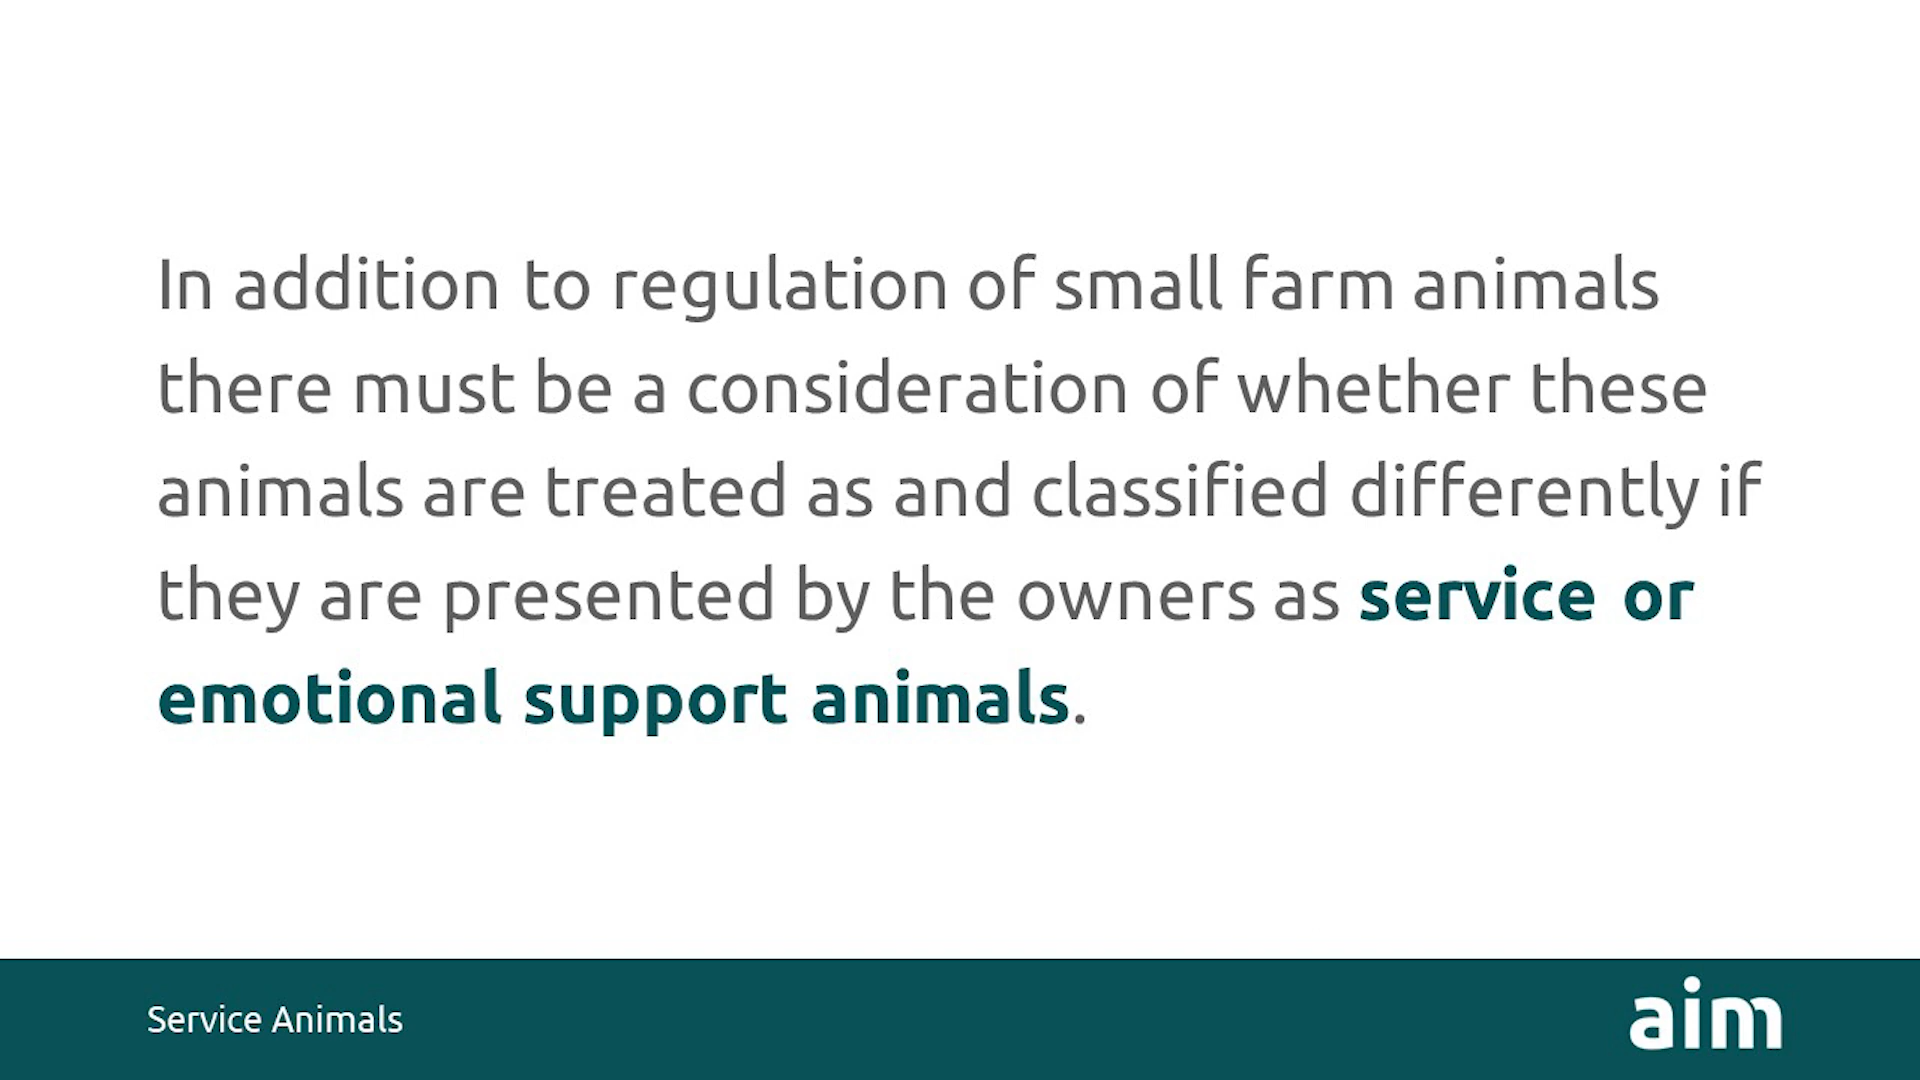 In addition to regulation of small farm animals
there must be a consideration of whether these
animals are treated as and classified differently if
they are presented by the owners as service or
emotional support animals.
Service Animals
aim